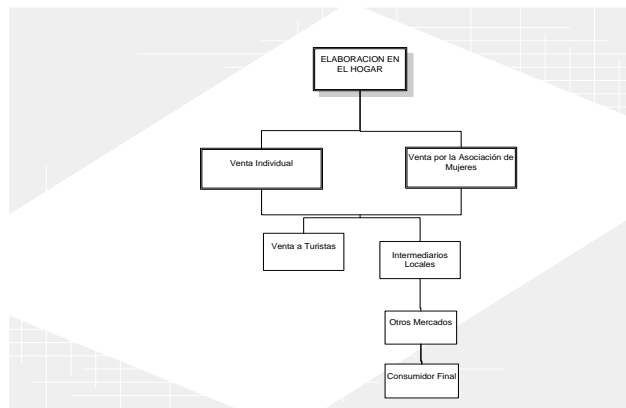 ELABORACION EN
EL HOGAR
Venta Individual
Venta por la Asociación de
Mujeres
Venta a Turistas
Intermediarios
Locales
Otros Mercados
Consumidor Final